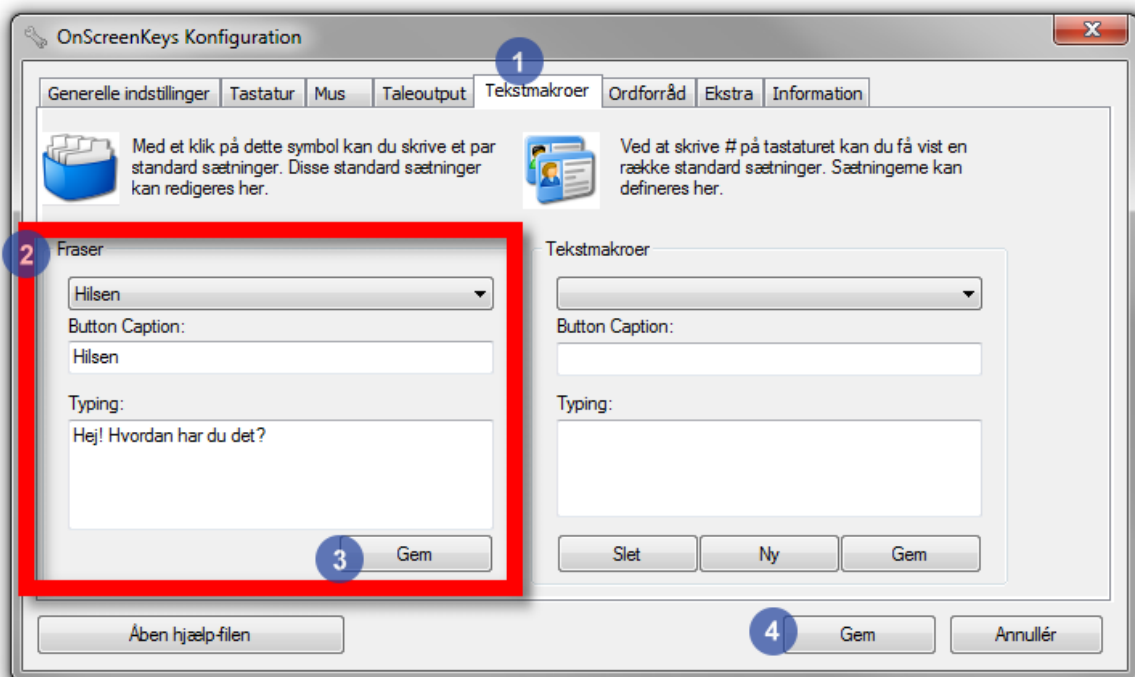 OnScreenKeys Konfiguration
x
1
Generelle indstillinger Tastatur Mus Taleoutput Tekstmakroer Ordforråd Ekstra Information
Med et klik på dette symbol kan du skrive et par
standard sætninger. Disse standard sætninger
kan redigeres her.
Ved at skrive # på tastaturet kan du få vist en
række standard sætninger. Sætningerne kan
defineres her.
2
Fraser
Hilsen
Button Caption:
Hilsen
Typing:
Hej! Hvordan har du det?
3
Gem
Tekstmakroer
Button Caption:
Typing:
Slet Ny Gem
Åben hjælp-filen
4
Gem
Annullér